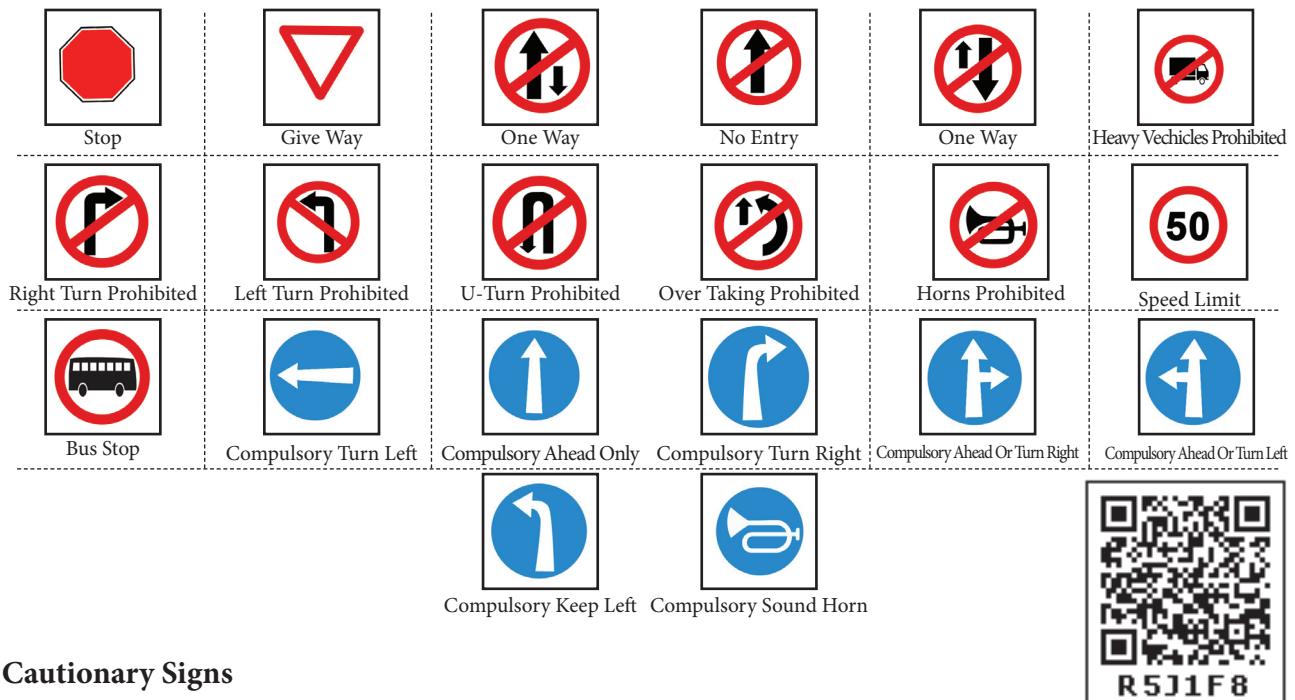 Stop
Give Way
One Way
No Entry
One Way
Heavy Vechicles Prohibited
50
Right Turn Prohibited
Left Turn Prohibited
U-Turn Prohibited
Over Taking Prohibited
Horns Prohibited
Speed Limit
Bus Stop
Compulsory Turn Left
Compulsory Ahead Only
Compulsory Turn Right
Compulsory Ahead Or Turn Right
Compulsory Ahead Or Turn Left
Compulsory Keep Left
Compulsory Sound Horn
Cautionary Signs
R5J1F8